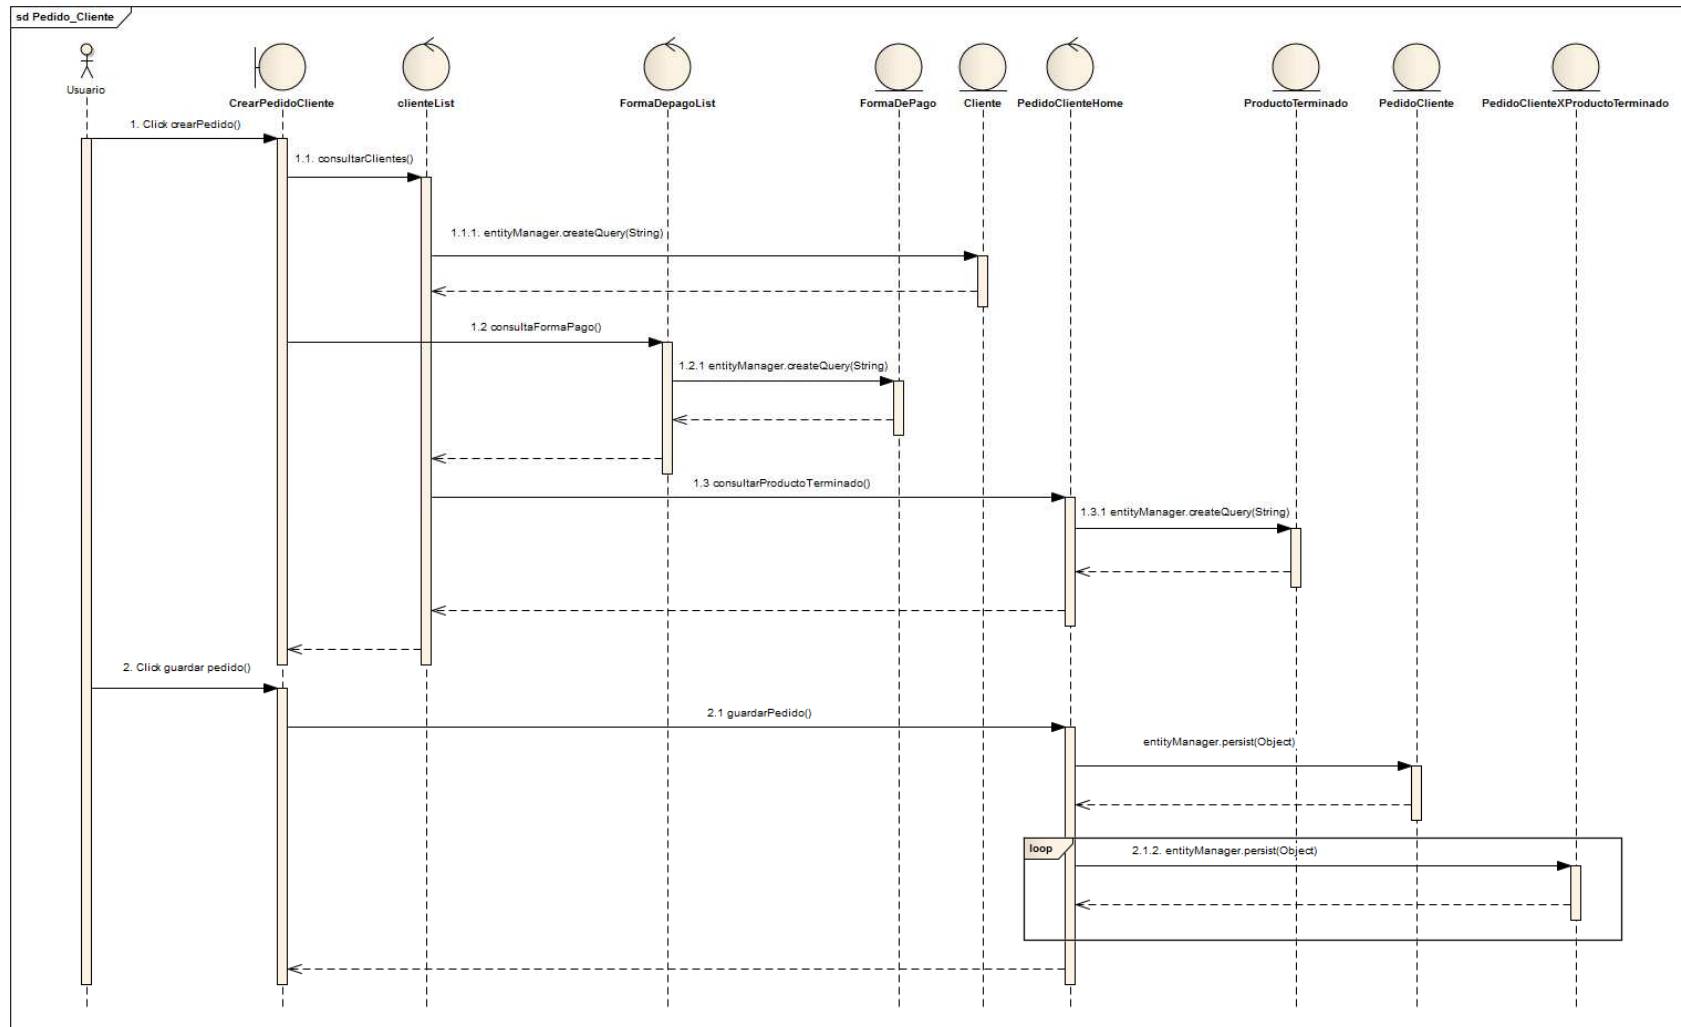 sd Pedido_Cliente
Usuario
CrearPedidoCliente
clienteList
FormaDepagoList
FormaDePago
Cliente
PedidoClienteHome
ProductoTerminado
PedidoCliente
PedidoClienteXProductoTerminado
1. Click crearPedido()
1.1. consultarClientes()
1.1.1. entityManager.createQuery(String)
1.2 consultaFormaPago()
1.2.1 entityManager.createQuery(String)
1.3 consultarProductoTerminado()
1.3.1 entityManager.createQuery(String)
2. Click guardar pedido()
2.1 guardarPedido()
entityManager.persist(Object)
loop
2.1.2. entityManager.persist(Object)